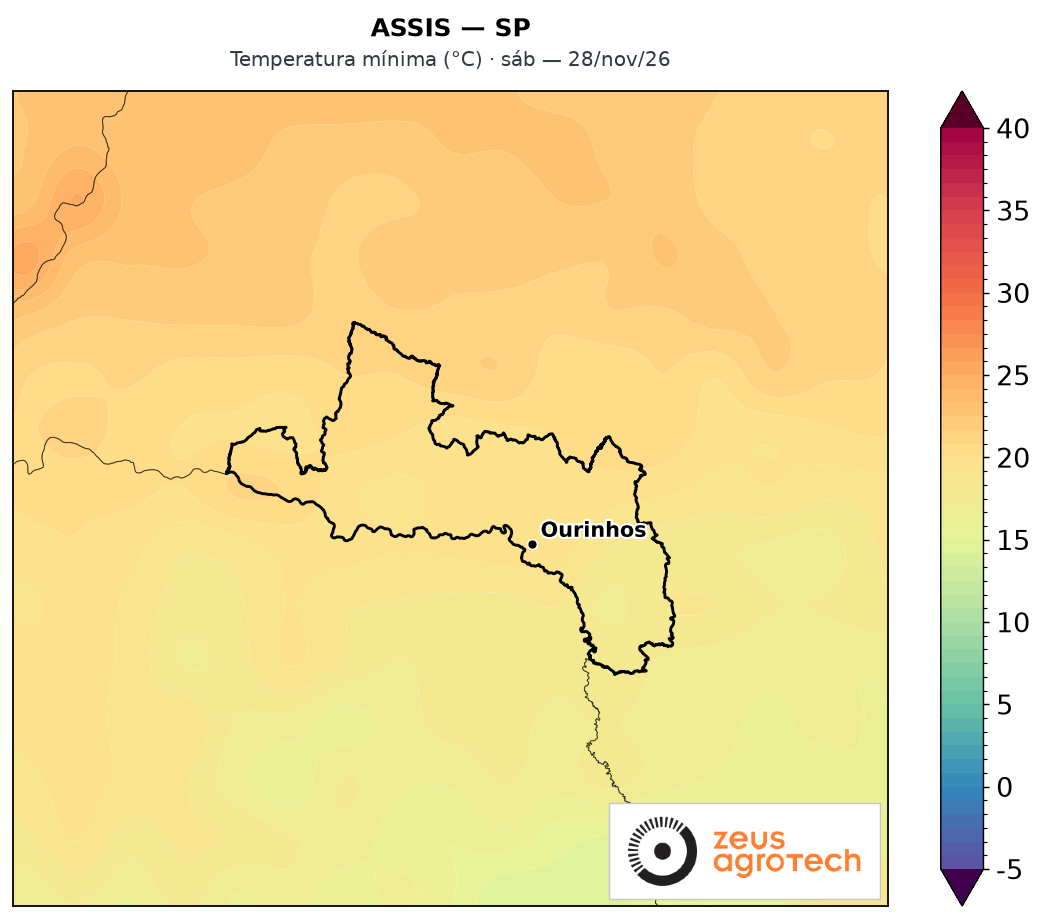 ASSIS — SP
Temperatura mínima (°C) · sáb — 28/nov/26
40
35
30
25
20
15
10
5
0
-5
Ourinhos
zeus
agrotech